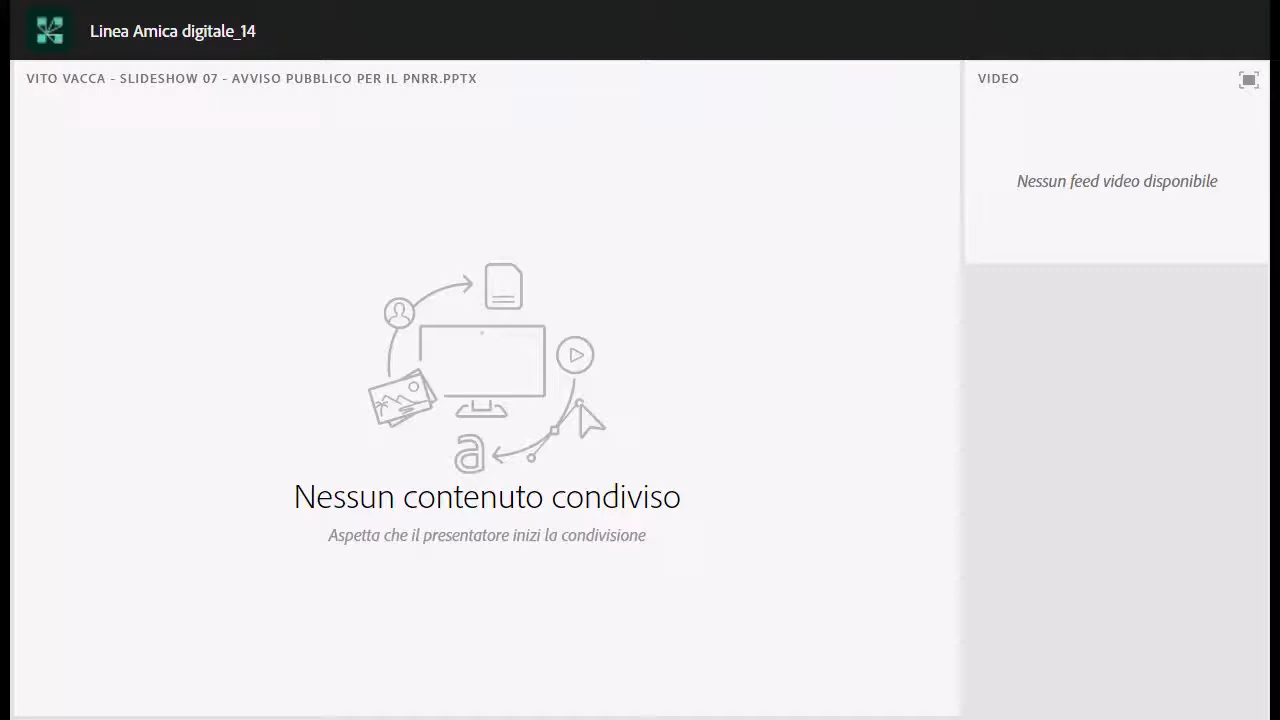 Linea Amica digitale_14
VITO VACCA - SLIDESHOW 07 - AVVISO PUBBLICO PER IL PNRR.PPTX
VIDEO
Nessun feed video disponibile
a
Nessun contenuto condiviso
Aspetta che il presentatore inizi la condivisione